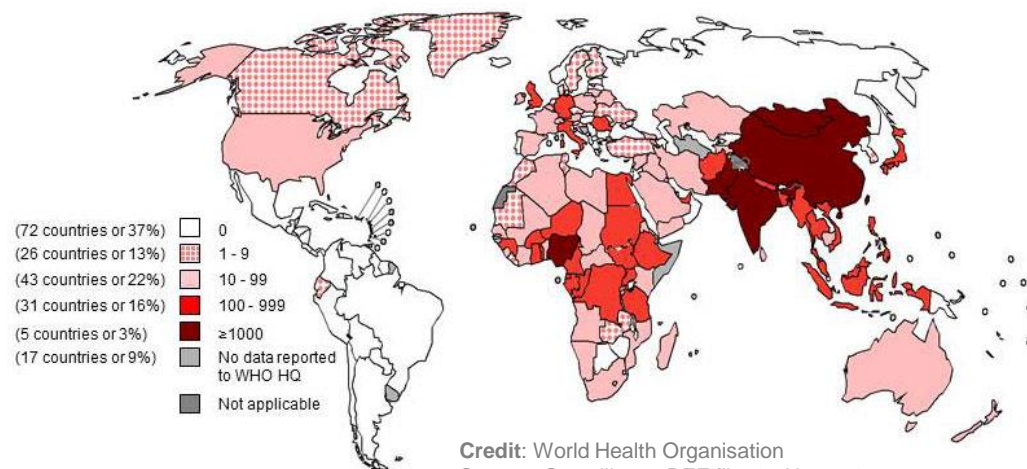 (72 countries or 37%) 0
(26 countries or 13%) 1 - 9
(43 countries or 22%) 10 - 99
(31 countries or 16%) 100 - 999
(5 countries or 3%) ≥1000
(17 countries or 9%) No data reported
to WHO HQ
Not applicable
Credit: World Health Organisation